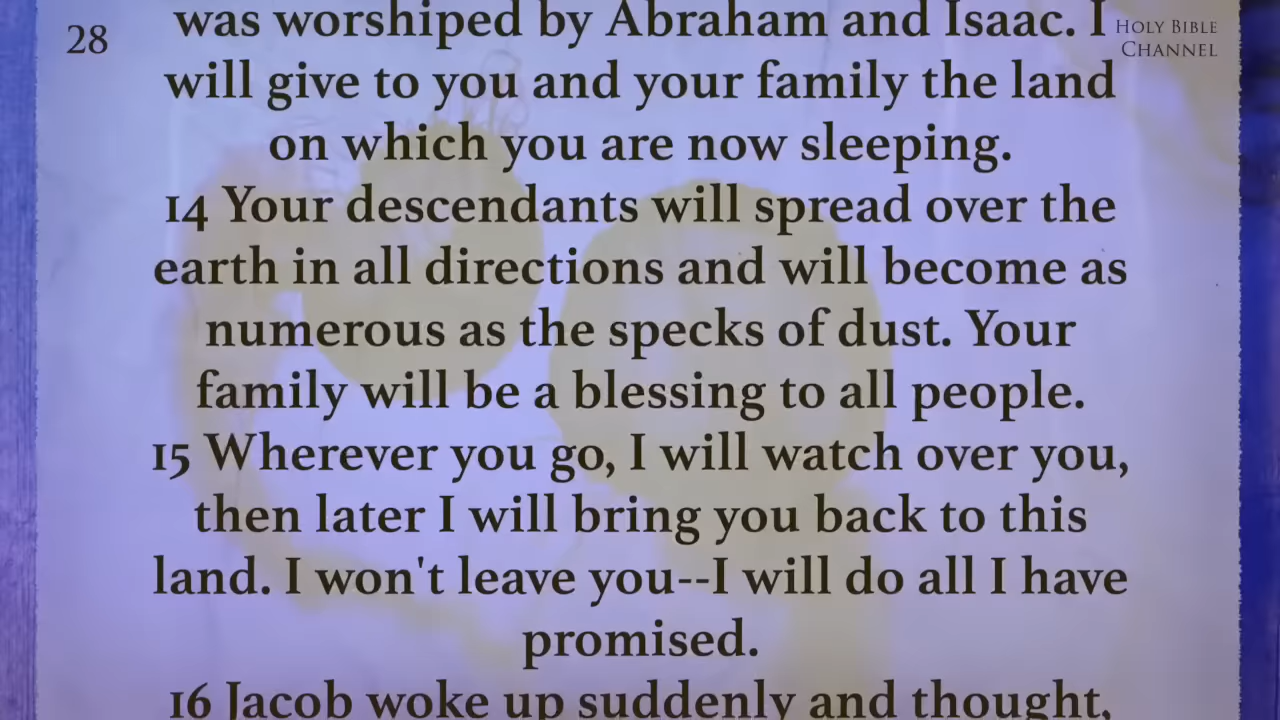 28
HOLY BIBLE
CHANNEL
was worshiped by Abraham and Isaac. I
will give to you and your family the land
on which you are now sleeping.
14 Your descendants will spread over the
earth in all directions and will become as
numerous as the specks of dust. Your
family will be a blessing to all people.
15 Wherever you go, I will watch over you,
then later I will bring you back to this
land. I won't leave you--I will do all I have
promised.
16 Jacob woke up suddenly and thought,